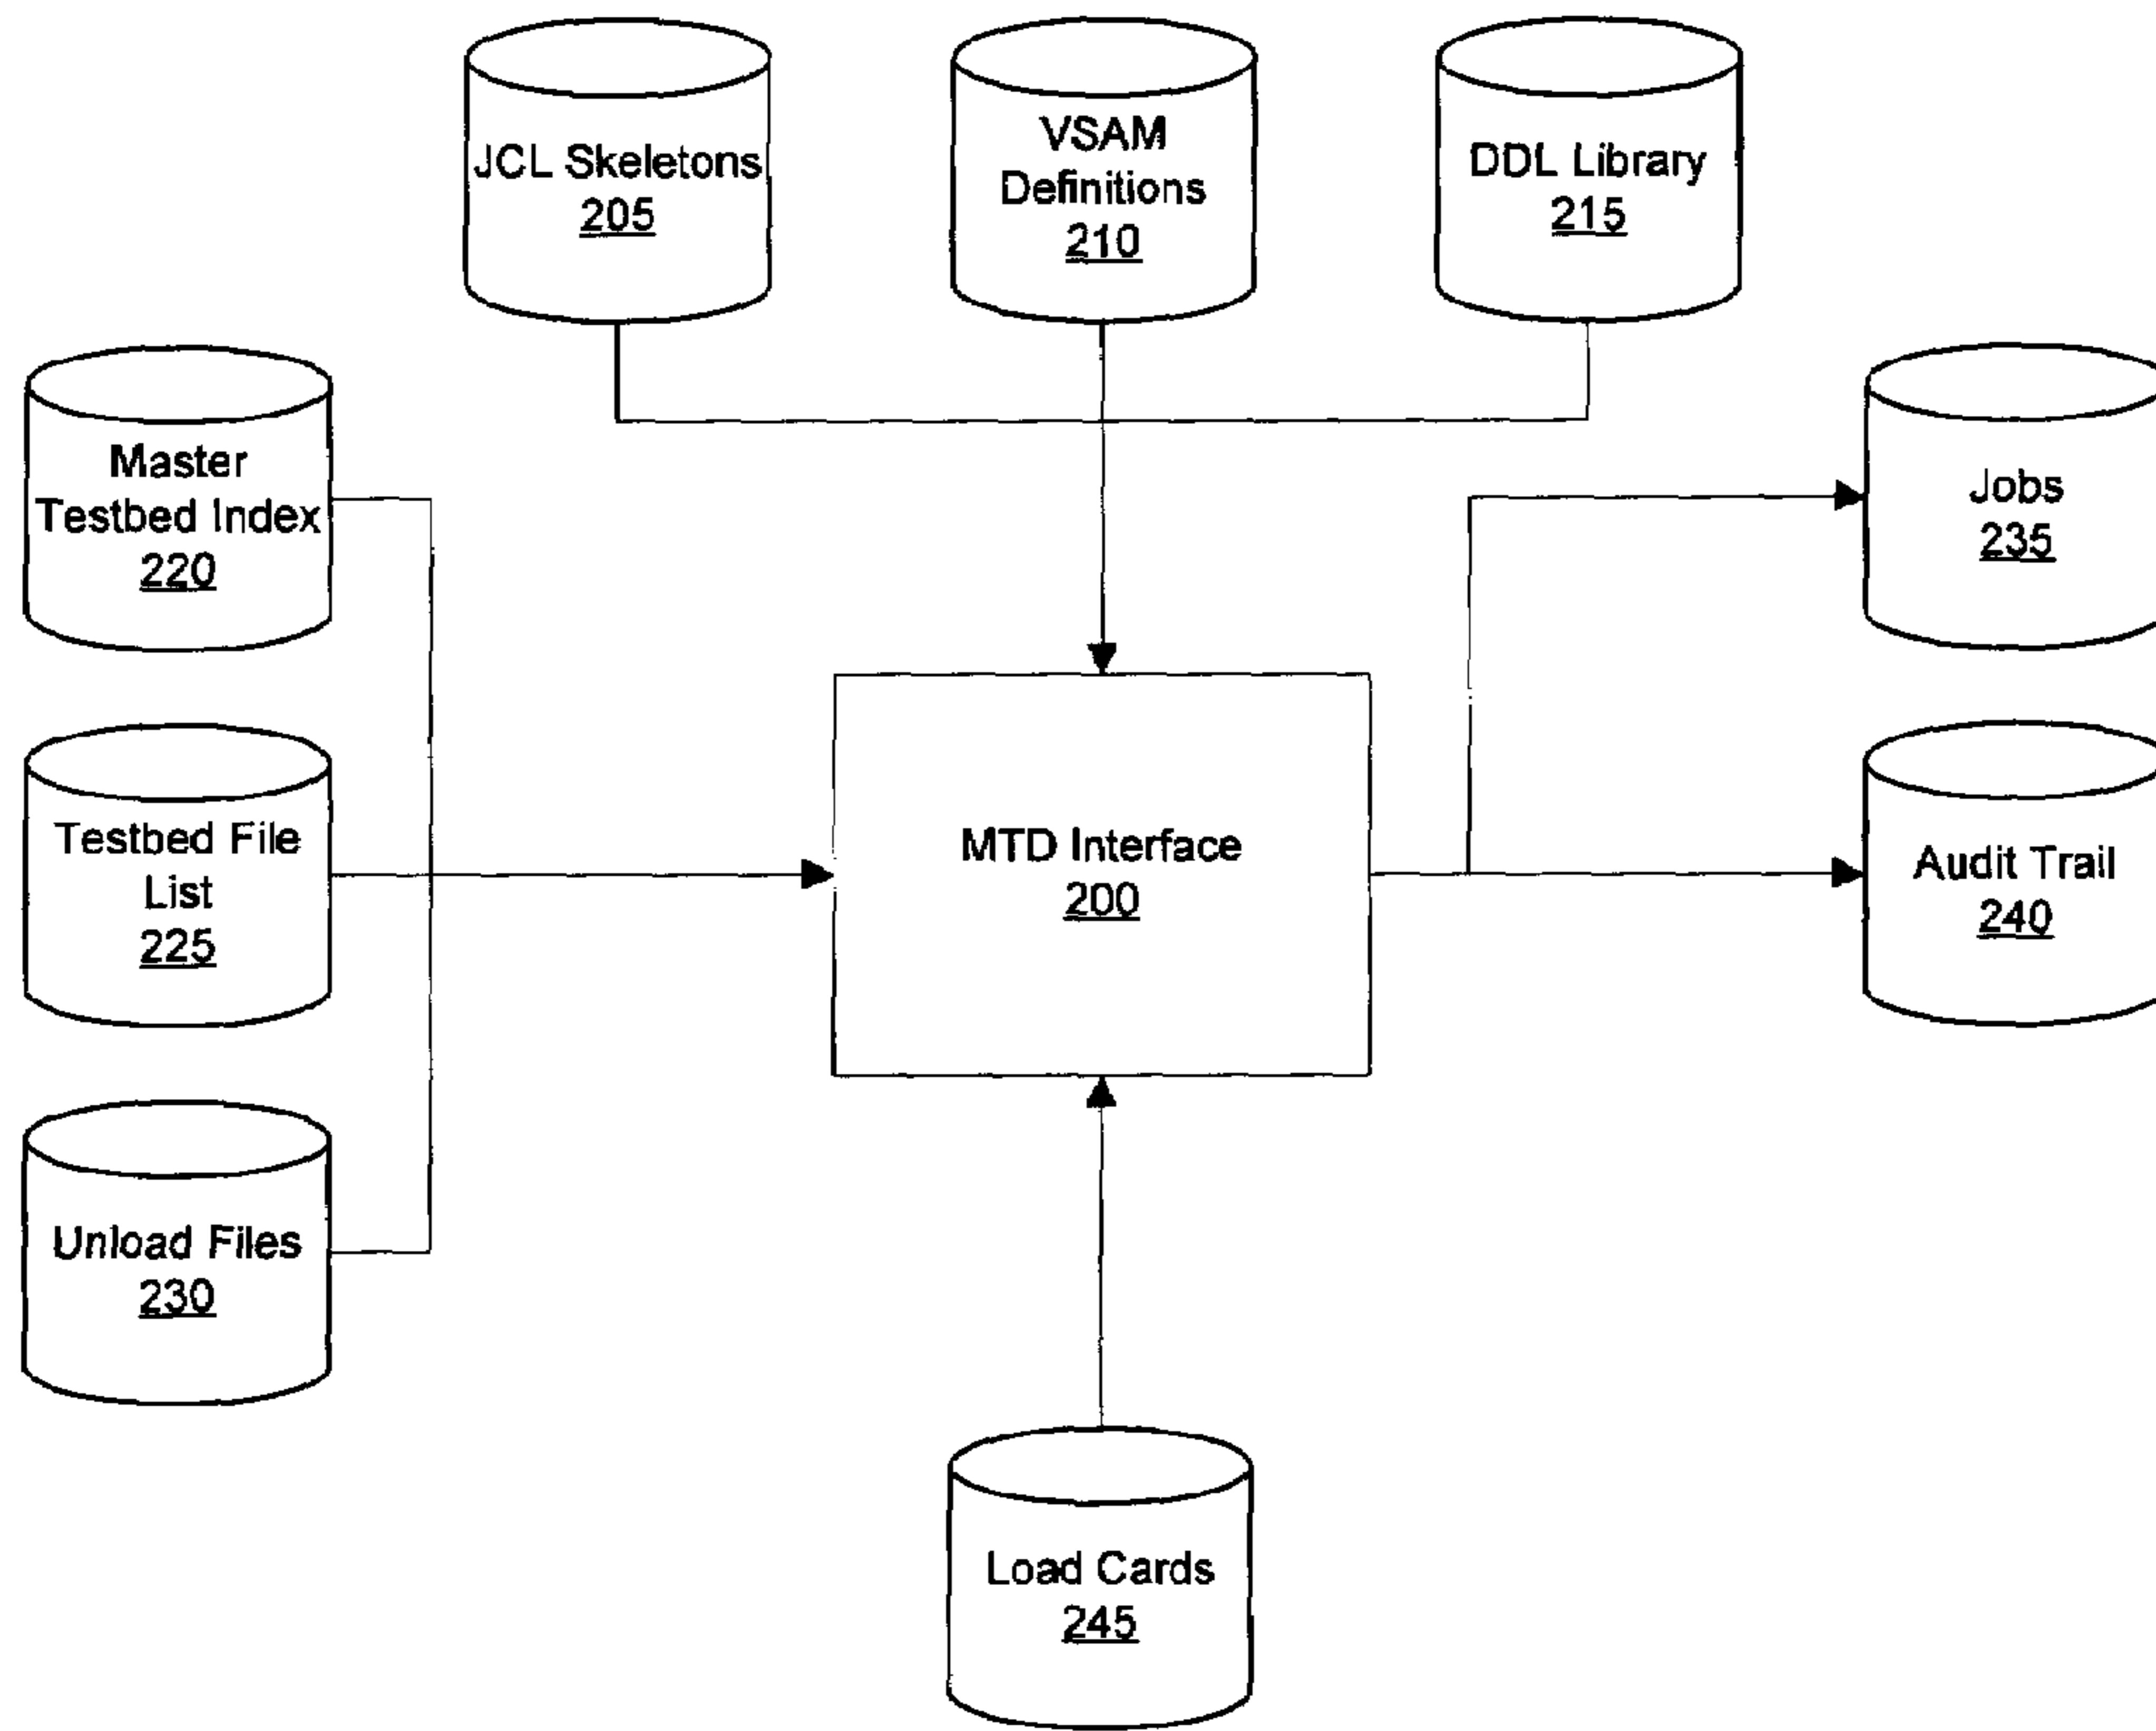 JCL Skeletons
205
VSAM
Definitions
210
DDL Library
215
Master
Testbed Index
220
Jobs
235
Testbed File
List
225
MTD Interface
200
Audit Trail
240
Unload Files
230
Load Cards
245